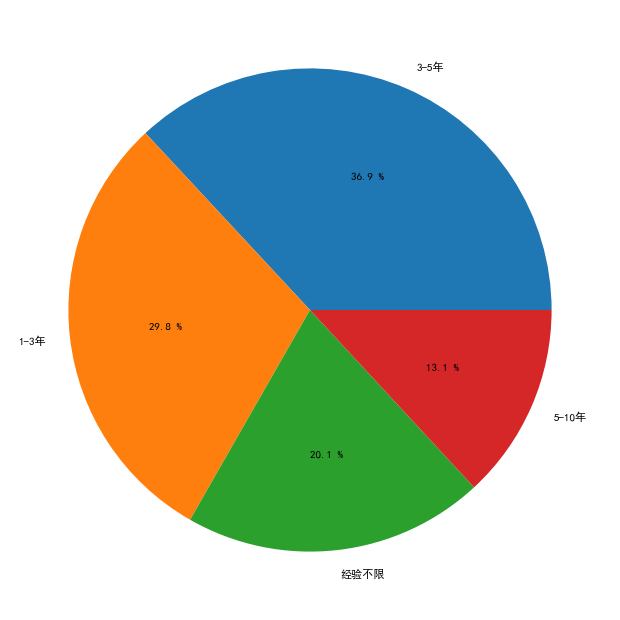 3-5年
36.9 %
29.8 %
1-3年
13.1 %
5-10年
20.1 %
经验不限